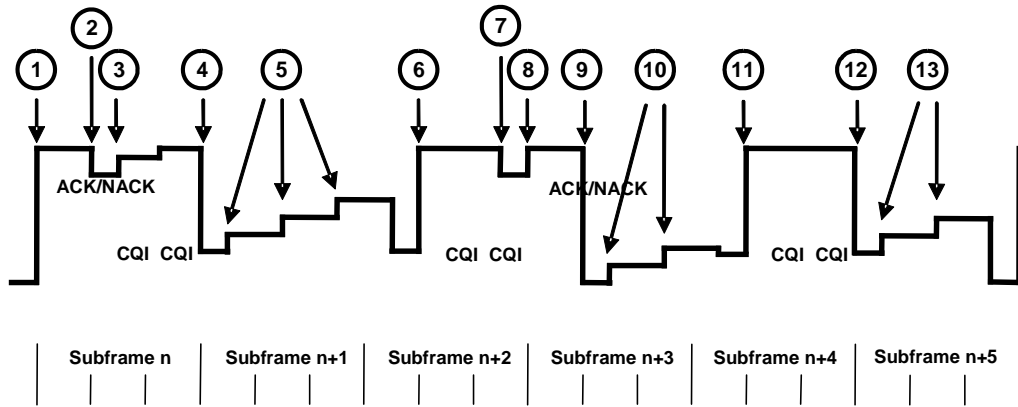 2
7
1
3
4
5
6
8
9
10
11
12
13
ACK/NACK
ACK/NACK
CQI CQI
CQI CQI
CQI CQI
Subframe n
Subframe n+1
Subframe n+2
Subframe n+3
Subframe n+4
Subframe n+5